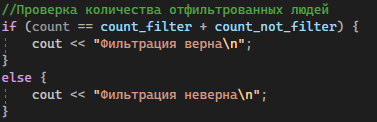 //Проверка количества отфильтрованных людей
if (count == count_filter + count_not_filter) {
    cout << "Фильтрация верна\n";
}
else {
    cout << "Фильтрация неверна\n";
}